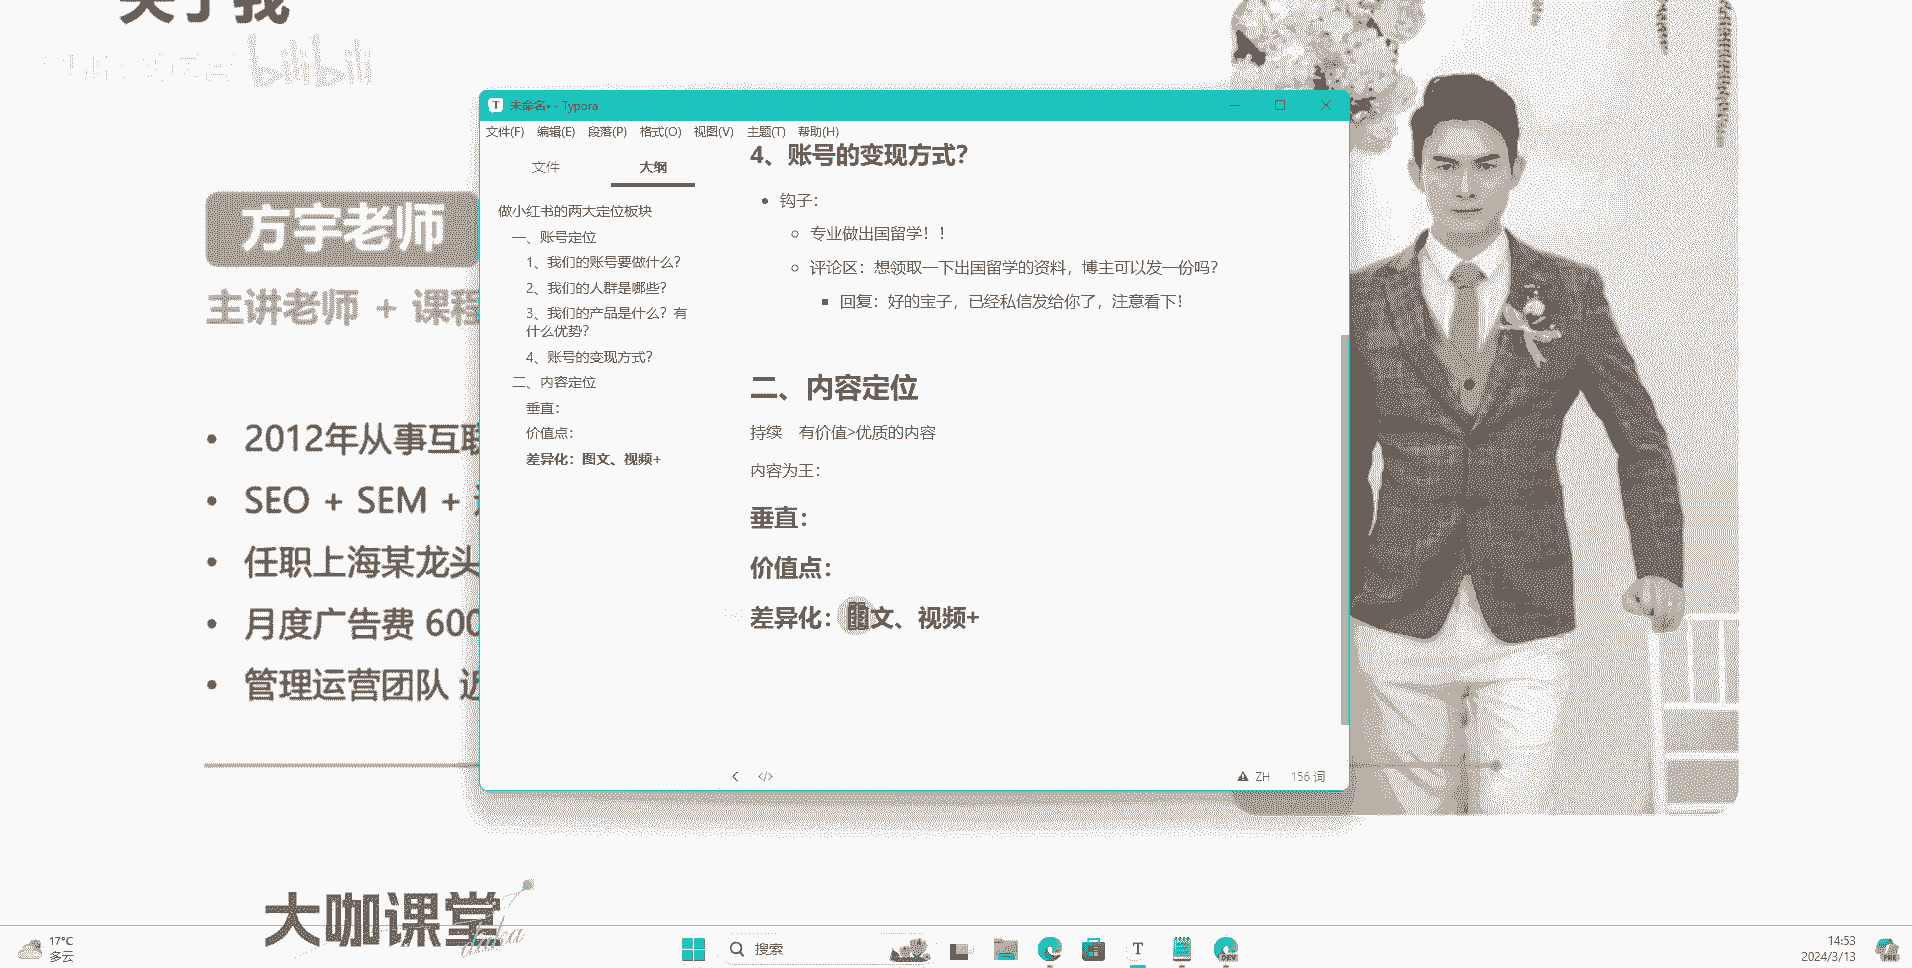 关于我
bilibili
方宇老师
主讲老师 + 课程
2012年从事互联
SEO + SEM +
任职上海某龙头
月度广告费 600
管理运营团队 近
大咖课堂
daka
未命名• - Typora
文件(F) 编辑(E) 段落(P) 格式(O) 视图(V) 主题(T) 帮助(H)
文件 大纲
做小红书的两大定位板块
一、账号定位
1、我们的账号要做什么？
2、我们的人群是哪些？
3、我们的产品是什么？有
什么优势？
4、账号的变现方式？
二、内容定位
垂直：
价值点：
差异化：图文、视频+
4、账号的变现方式？
钩子：
专业做出国留学！！
评论区：想领取一下出国留学的资料，博主可以发一份吗？
回复：好的宝子，已经私信发给你了，注意看下！
二、内容定位
持续 有价值>优质的内容
内容为王：
垂直：
价值点：
差异化：图文、视频+
ZH 156 词
17°C
多云
搜索
DEV
14:53
2024/3/13
PRE